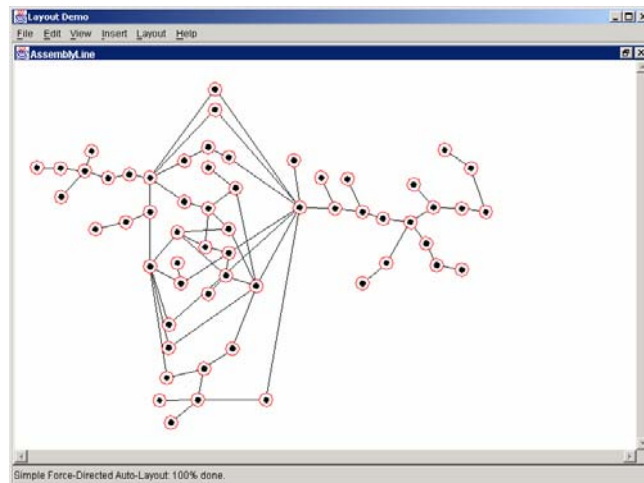 Layout Demo
File Edit View Insert Layout Help
AssemblyLine
Simple Force-Directed Auto-Layout: 100% done.